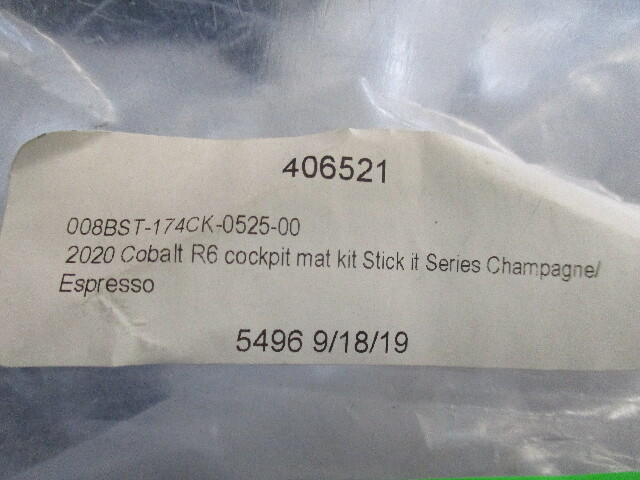 406521
008BST-174CK-0525-00
2020 Cobalt R6 cockpit mat kit Stick it Series Champagne/
Espresso
5496 9/18/19